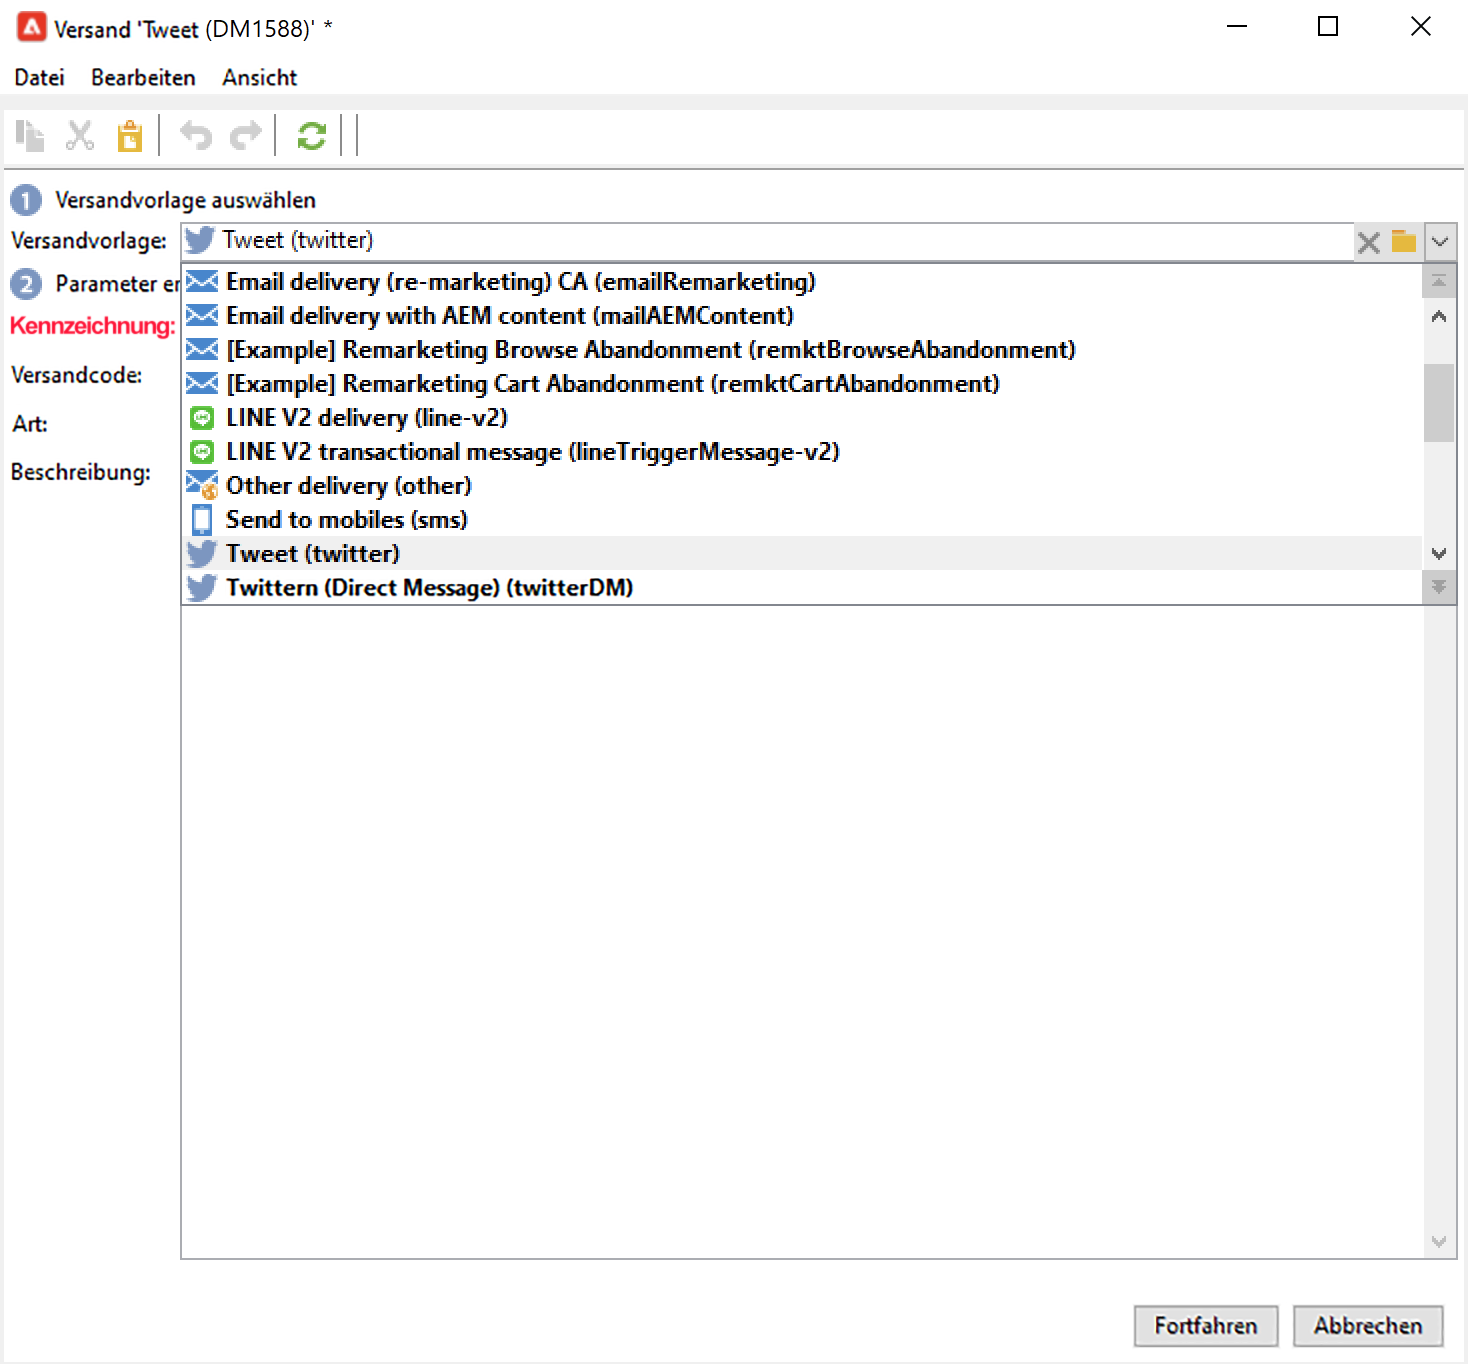 Versand 'Tweet (DM1588)' *
Datei Bearbeiten Ansicht
1 Versandvorlage auswählen
Versandvorlage: Tweet (twitter)
2 Parameter er
Email delivery (re-marketing) CA (emailRemarketing)
Kennzeichnung:
Email delivery with AEM content (mailAEMContent)
[Example] Remarketing Browse Abandonment (remktBrowseAbandonment)
Versandcode:
[Example] Remarketing Cart Abandonment (remktCartAbandonment)
Art:
LINE V2 delivery (line-v2)
LINE V2 transactional message (lineTriggerMessage-v2)
Beschreibung:
Other delivery (other)
Send to mobiles (sms)
Tweet (twitter)
Twittern (Direct Message) (twitterDM)
Fortfahren Abbrechen